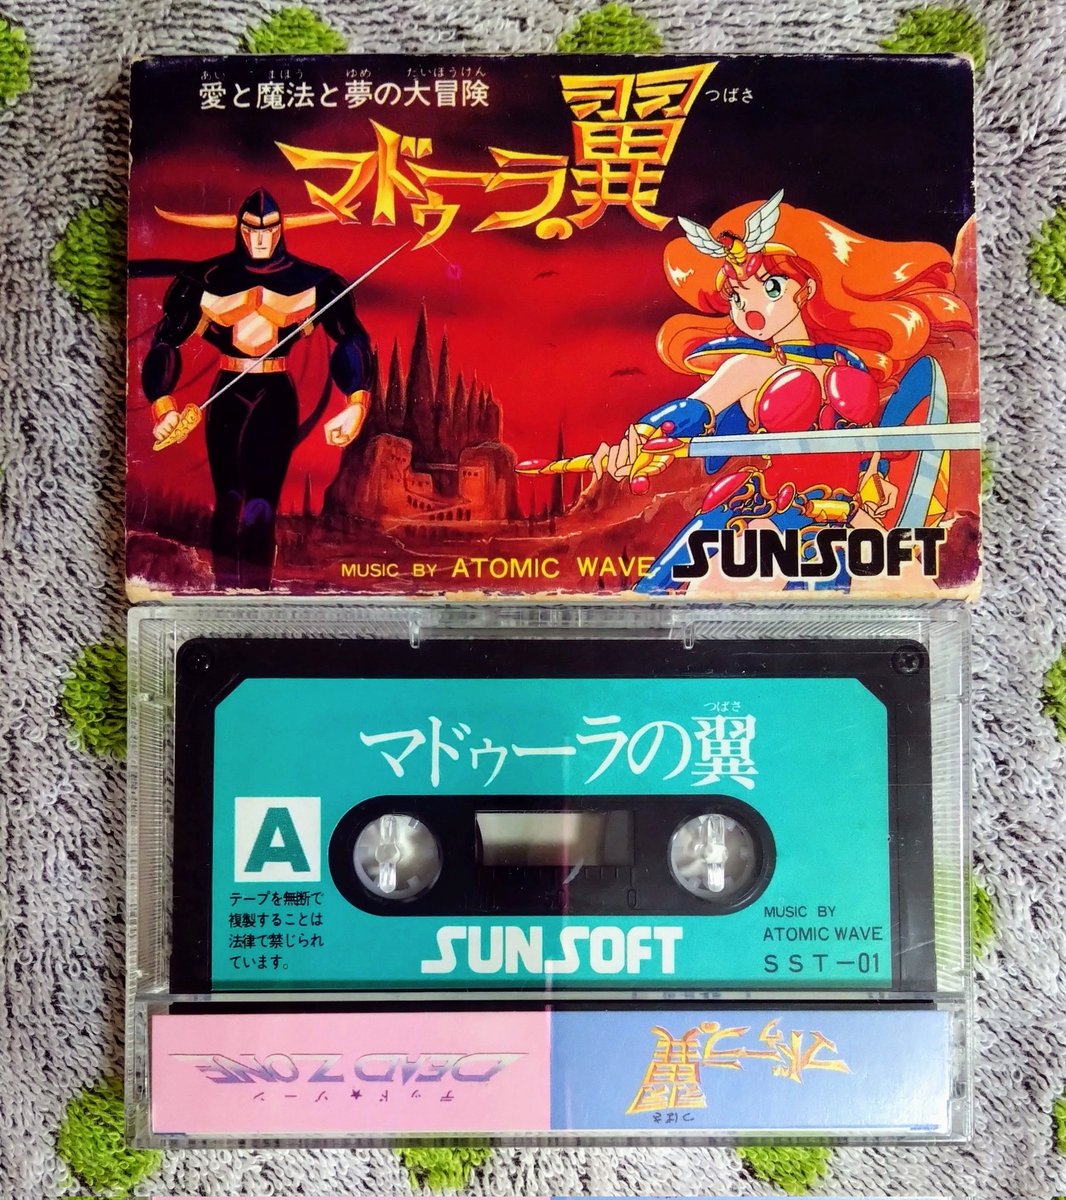 あい まほう ゆめ だいぼうけん
愛と魔法と夢の大冒険
マドゥーラの翼
つばさ
MUSIC BY ATOMIC WAVE
SUNSOFT
つばさ
マドゥーラの翼
A
テープを無断で
複製することは
法律で禁じられ
ています。
MUSIC BY
ATOMIC WAVE
SST-01
SUNSOFT
DEAD ZONE
デッド★ゾーン
マドゥーラの翼
つばさ